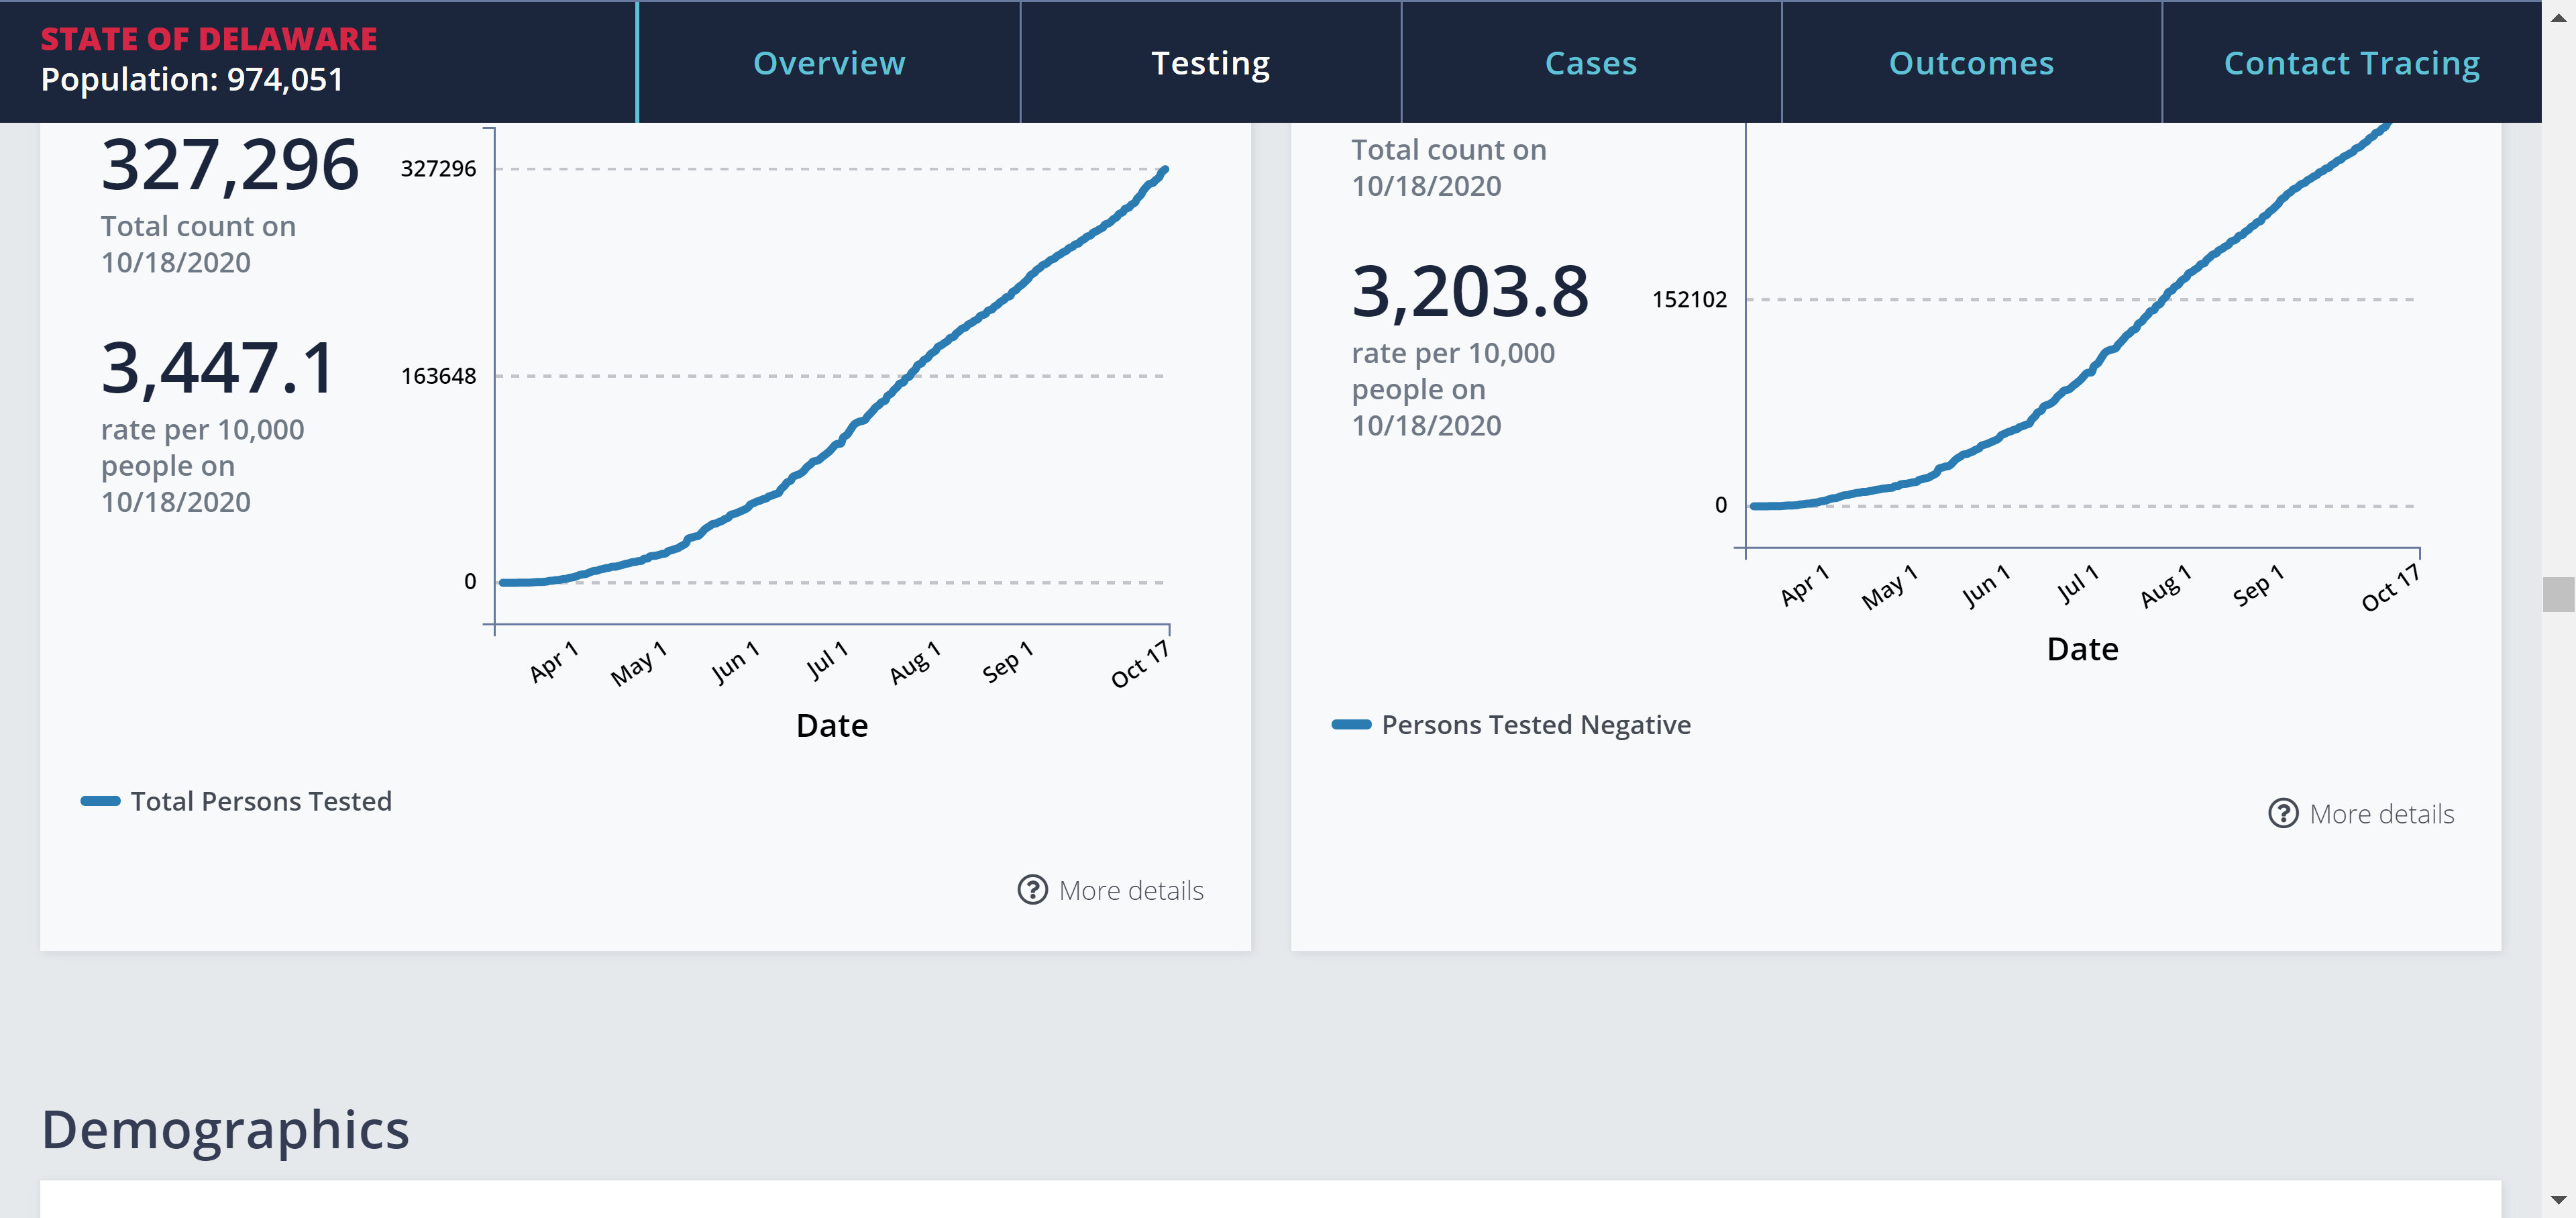 STATE OF DELAWARE
Population: 974,051
Overview
Testing
Cases
Outcomes
Contact Tracing
327,296
Total count on
10/18/2020
3,447.1
rate per 10,000
people on
10/18/2020
327296
163648
0
Apr 1
May 1
Jun 1
Jul 1
Aug 1
Sep 1
Oct 17
Date
Total Persons Tested
More details
Total count on
10/18/2020
3,203.8
rate per 10,000
people on
10/18/2020
152102
0
Apr 1
May 1
Jun 1
Jul 1
Aug 1
Sep 1
Oct 17
Date
Persons Tested Negative
More details
Demographics